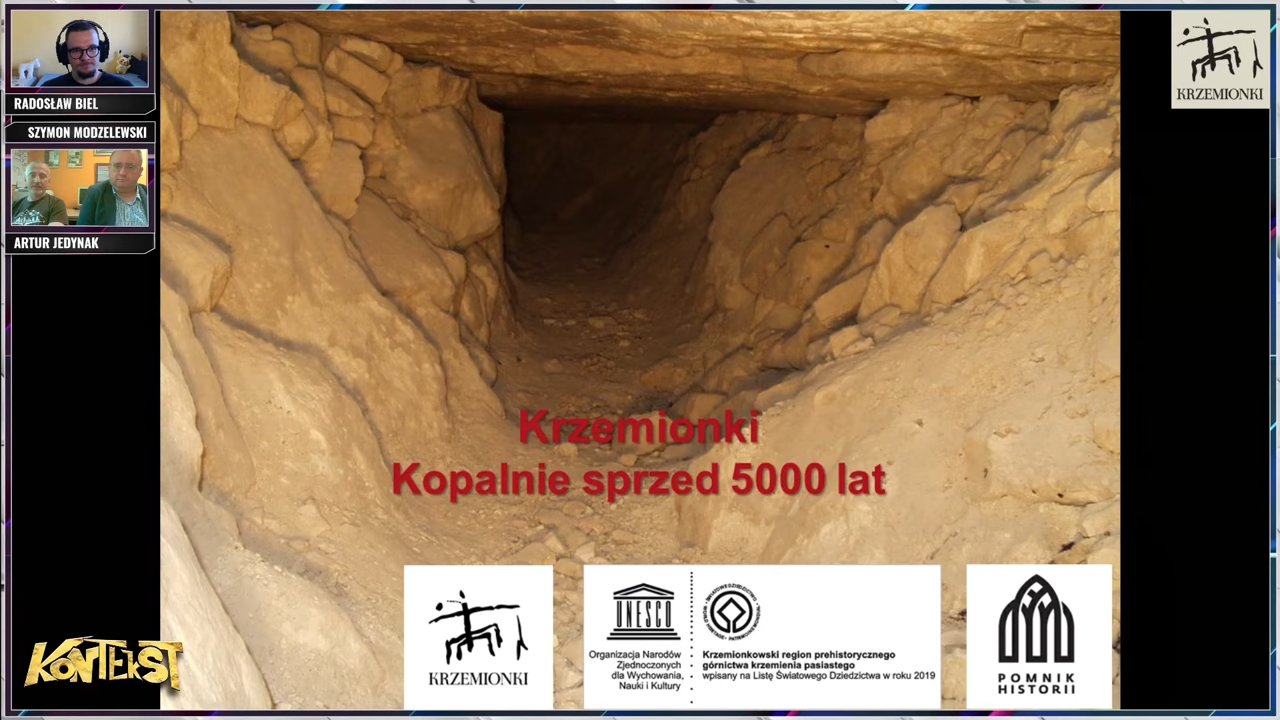 RADOSŁAW BIEL
SZYMON MODZELEWSKI
ARTUR JEDYNAK
KRZEMIONKI
Krzemionki
Kopalnie sprzed 5000 lat
KRZEMIONKI
UNESCO
Organizacja Narodów
Zjednoczonych
dla Wychowania,
Nauki i Kultury
Krzemionkowski region prehistorycznego
górnictwa krzemienia pasiastego
wpisany na Listę Światowego Dziedzictwa w roku 2019
POMNIK
HISTORII
KONTEKST